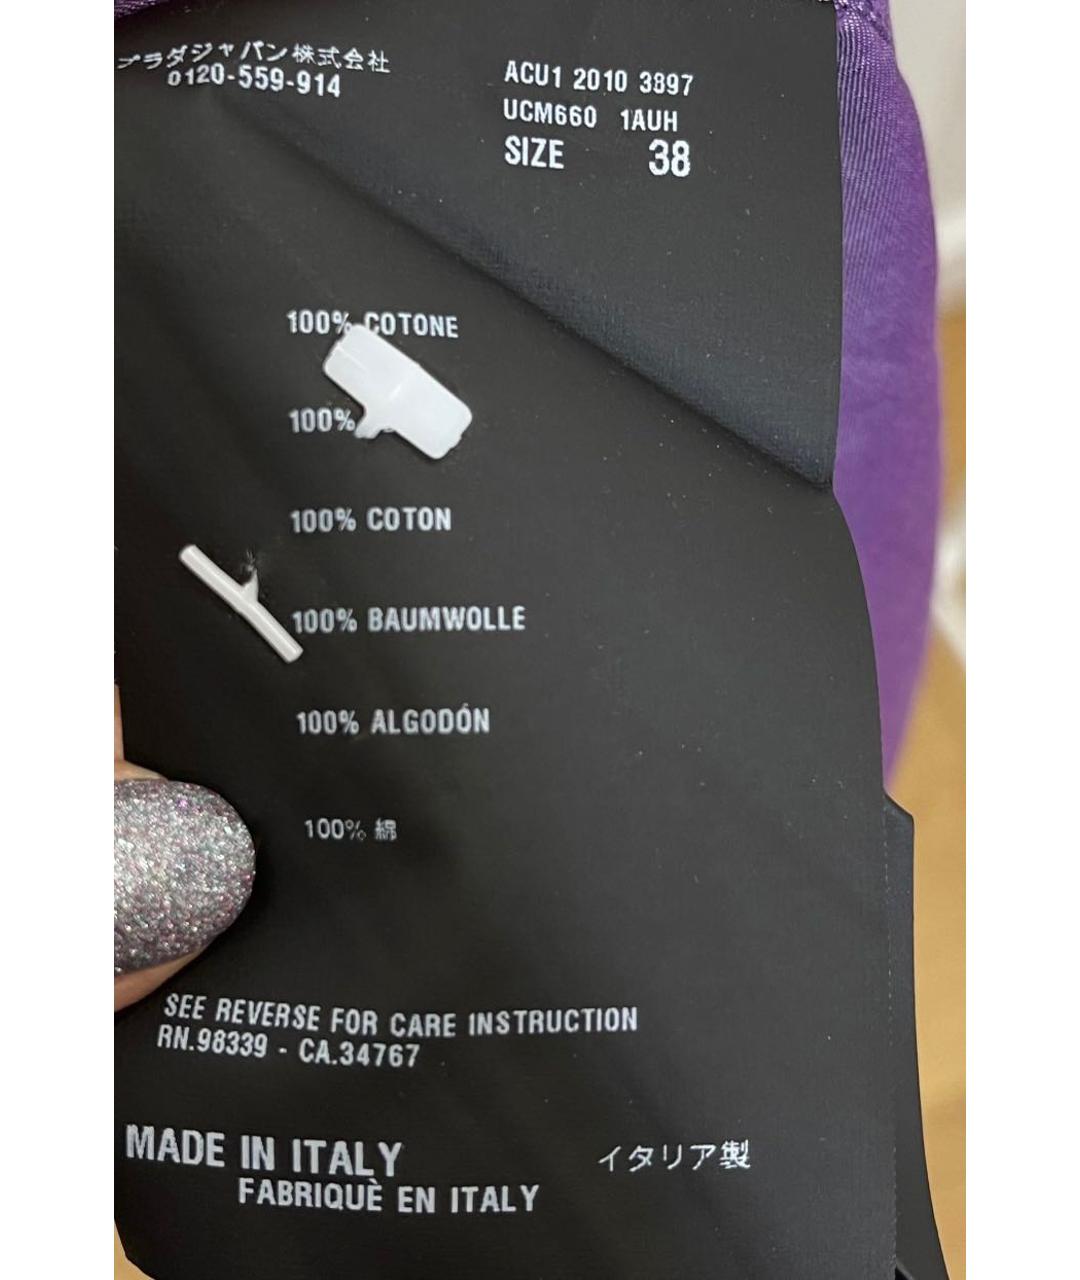 プラダジャパン株式会社
0120-559-914
ACU1 2010 3897
UCM660 1AUH
SIZE 38
100% COTONE
100%
100% COTON
100% BAUMWOLLE
100% ALGODÓN
100% 綿
SEE REVERSE FOR CARE INSTRUCTION
RN.98339 - CA.34767
MADE IN ITALY
FABRIQUÈ EN ITALY
イタリア製